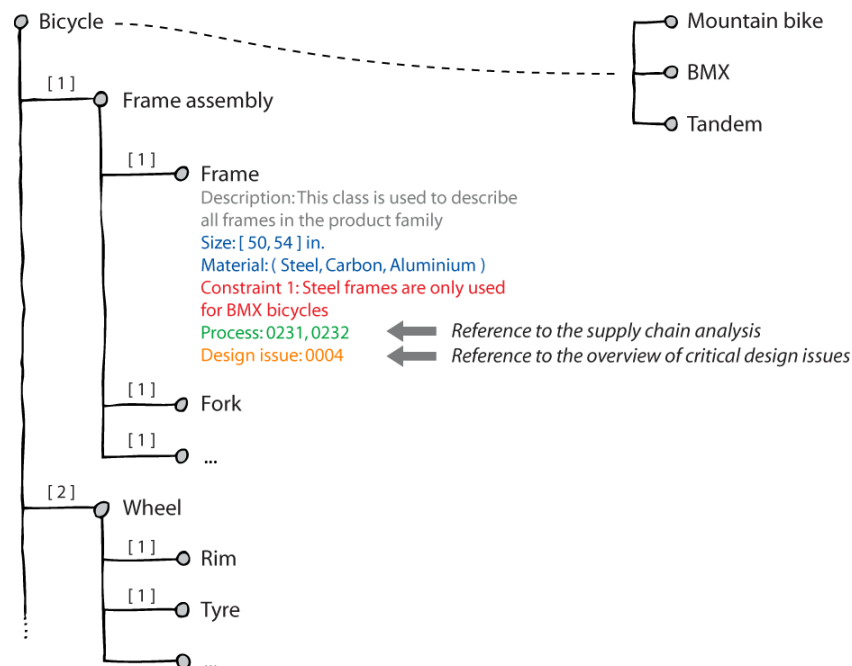 Bicycle
Mountain bike
BMX
Tandem
[ 1 ]
Frame assembly
[ 1 ]
Frame
Description: This class is used to describe
all frames in the product family
Size: [ 50, 54 ] in.
Material: ( Steel, Carbon, Aluminium )
Constraint 1: Steel frames are only used
for BMX bicycles
Process: 0231, 0232
Reference to the supply chain analysis
Design issue: 0004
Reference to the overview of critical design issues
[ 1 ]
Fork
[ 1 ]
...
[ 2 ]
Wheel
[ 1 ]
Rim
[ 1 ]
Tyre
...